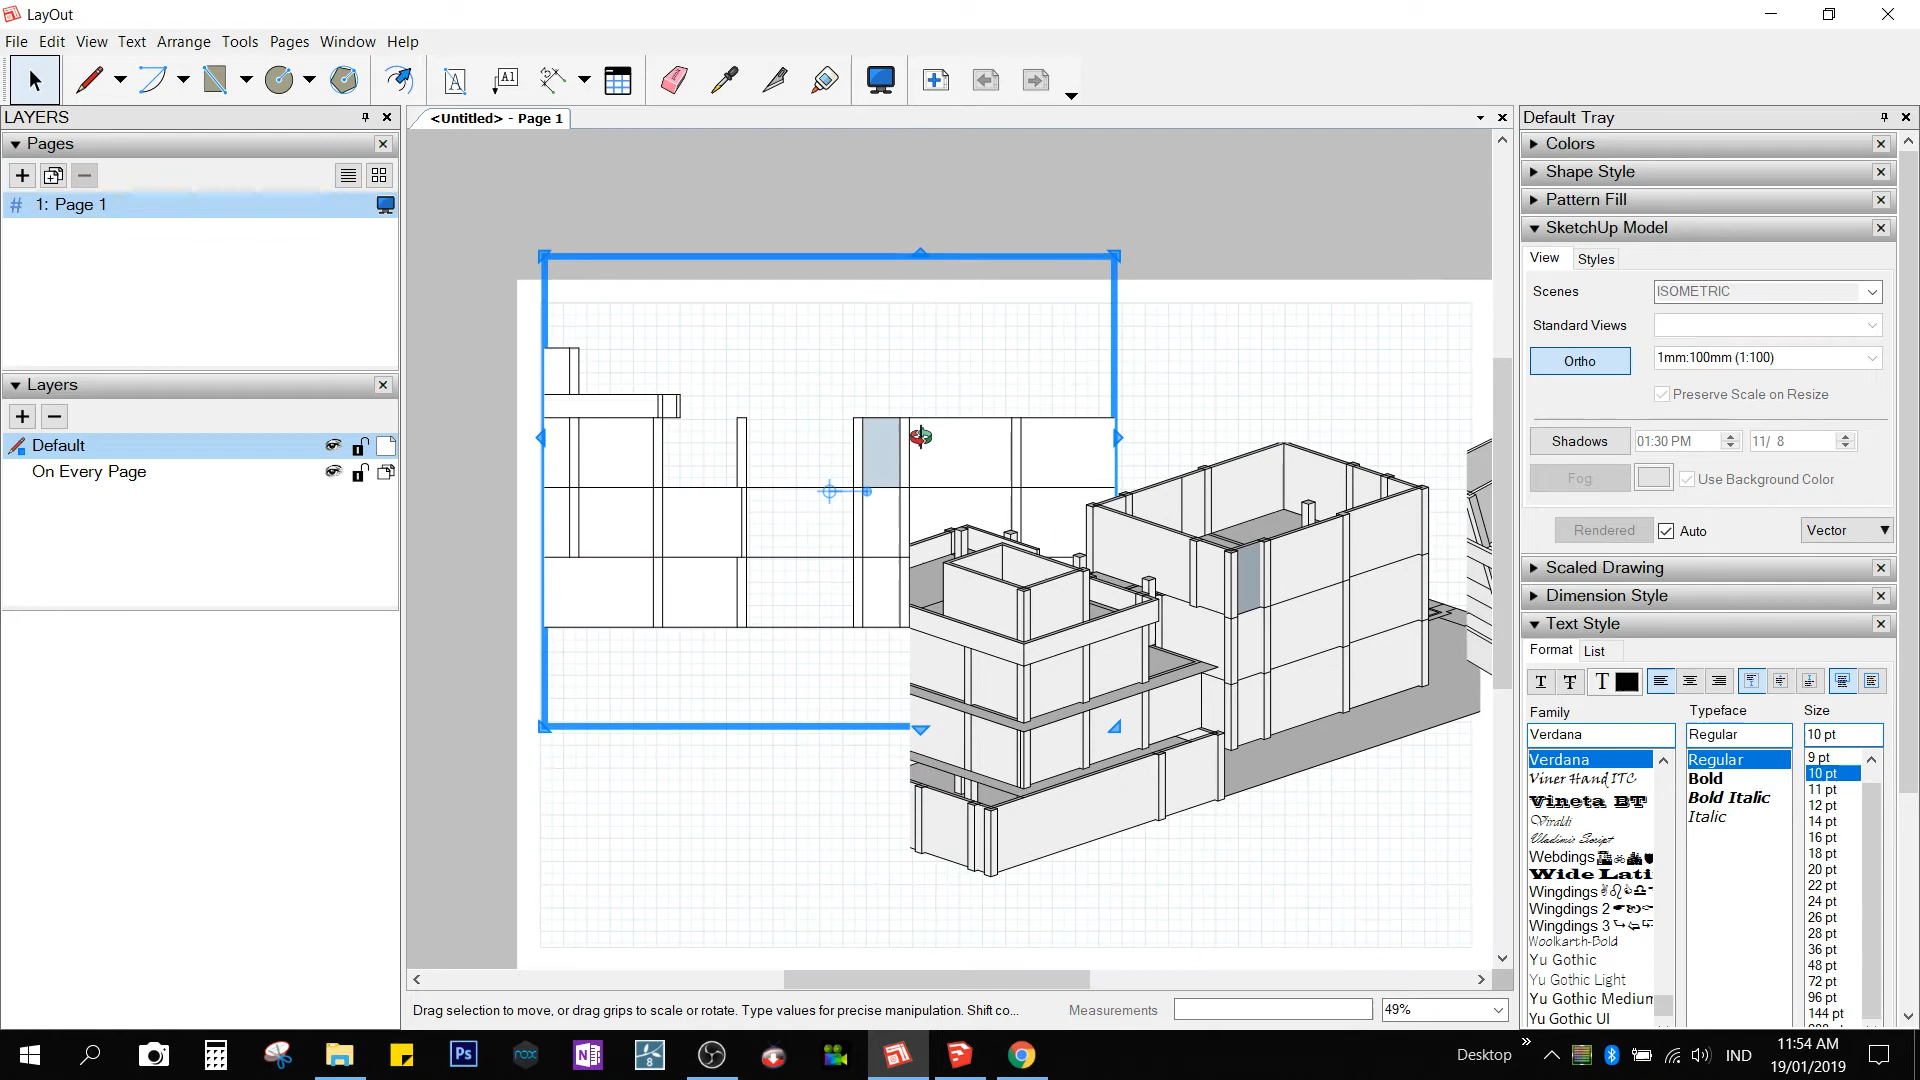 LayOut
File Edit View Text Arrange Tools Pages Window Help
LAYERS
Pages
1: Page 1
Layers
Default
On Every Page
<Untitled> - Page 1
Drag selection to move, or drag grips to scale or rotate. Type values for precise manipulation. Shift co...
Measurements
49%
Default Tray
Colors
Shape Style
Pattern Fill
SketchUp Model
View Styles
Scenes ISOMETRIC
Standard Views
Ortho 1mm:100mm (1:100)
Preserve Scale on Resize
Shadows 01:30 PM 11/ 8
Fog Use Background Color
Rendered Auto Vector
Scaled Drawing
Dimension Style
Text Style
Format List
Family Typeface Size
Verdana Regular 10 pt
Verdana
Viner Hand ITC
Vineta BT
Vivaldi
Vladimir Script
Webdings
Wide Lati
Wingdings
Wingdings 2
Wingdings 3
Woolkarth-Bold
Yu Gothic
Yu Gothic Light
Yu Gothic Medium
Yu Gothic UI
Regular
Bold
Bold Italic
Italic
9 pt
10 pt
11 pt
12 pt
14 pt
16 pt
18 pt
20 pt
22 pt
24 pt
26 pt
28 pt
36 pt
48 pt
72 pt
96 pt
144 pt
Desktop
IND
11:54 AM
19/01/2019